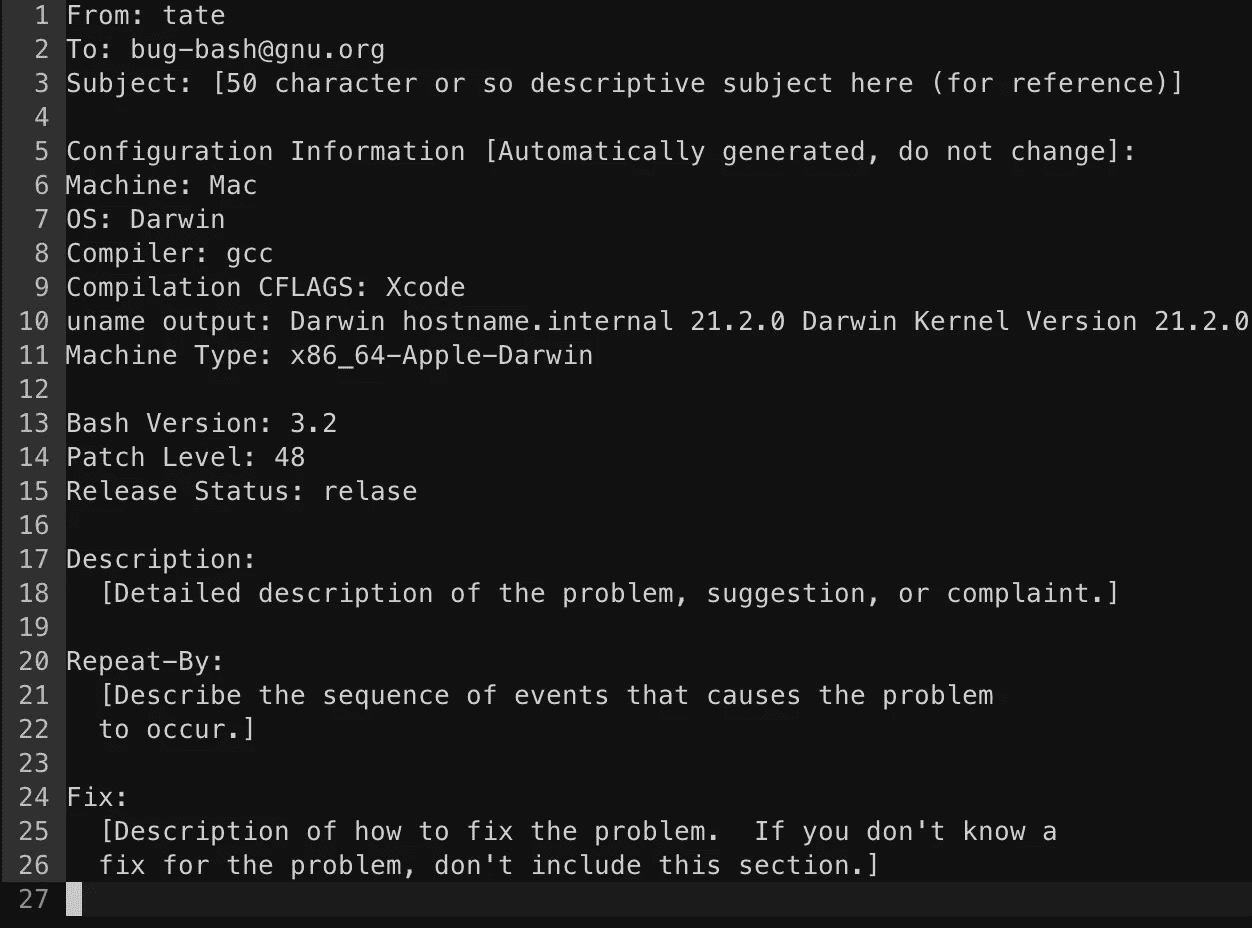 1 From: tate
2 To: bug-bash@gnu.org
3 Subject: [50 character or so descriptive subject here (for reference)]
4
5 Configuration Information [Automatically generated, do not change]:
6 Machine: Mac
7 OS: Darwin
8 Compiler: gcc
9 Compilation CFLAGS: Xcode
10 uname output: Darwin hostname.internal 21.2.0 Darwin Kernel Version 21.2.0
11 Machine Type: x86_64-Apple-Darwin
12
13 Bash Version: 3.2
14 Patch Level: 48
15 Release Status: relase
16
17 Description:
18   [Detailed description of the problem, suggestion, or complaint.]
19
20 Repeat-By:
21   [Describe the sequence of events that causes the problem
22   to occur.]
23
24 Fix:
25   [Description of how to fix the problem.  If you don't know a
26   fix for the problem, don't include this section.]
27